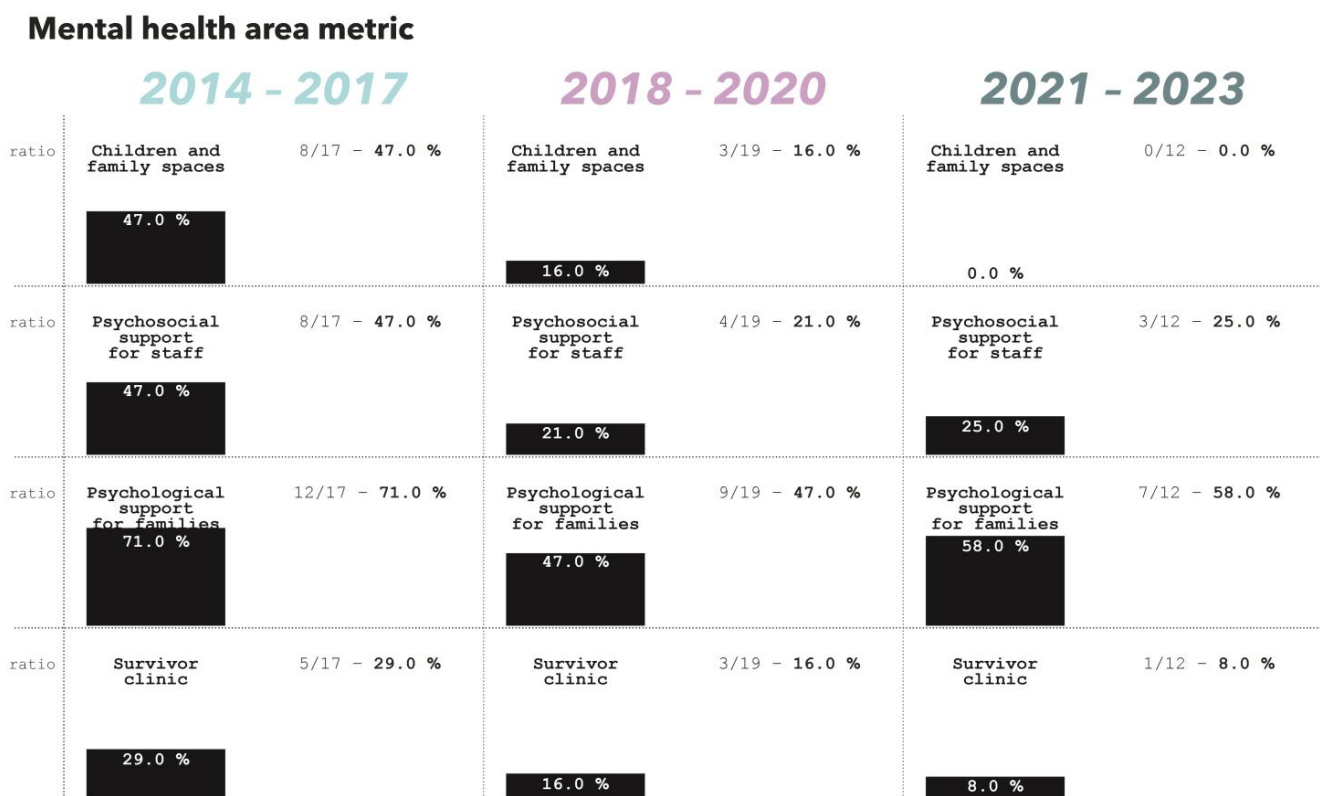 Mental health area metric
2014 – 2017
2018 – 2020
2021 – 2023
ratio
Children and
family spaces
8/17 – 47.0 %
47.0 %
Children and
family spaces
3/19 – 16.0 %
16.0 %
Children and
family spaces
0/12 – 0.0 %
0.0 %
ratio
Psychosocial
support
for staff
8/17 – 47.0 %
47.0 %
Psychosocial
support
for staff
4/19 – 21.0 %
21.0 %
Psychosocial
support
for staff
3/12 – 25.0 %
25.0 %
ratio
Psychological
support
for families
12/17 – 71.0 %
71.0 %
Psychological
support
for families
9/19 – 47.0 %
47.0 %
Psychological
support
for families
7/12 – 58.0 %
58.0 %
ratio
Survivor
clinic
5/17 – 29.0 %
29.0 %
Survivor
clinic
3/19 – 16.0 %
16.0 %
Survivor
clinic
1/12 – 8.0 %
8.0 %